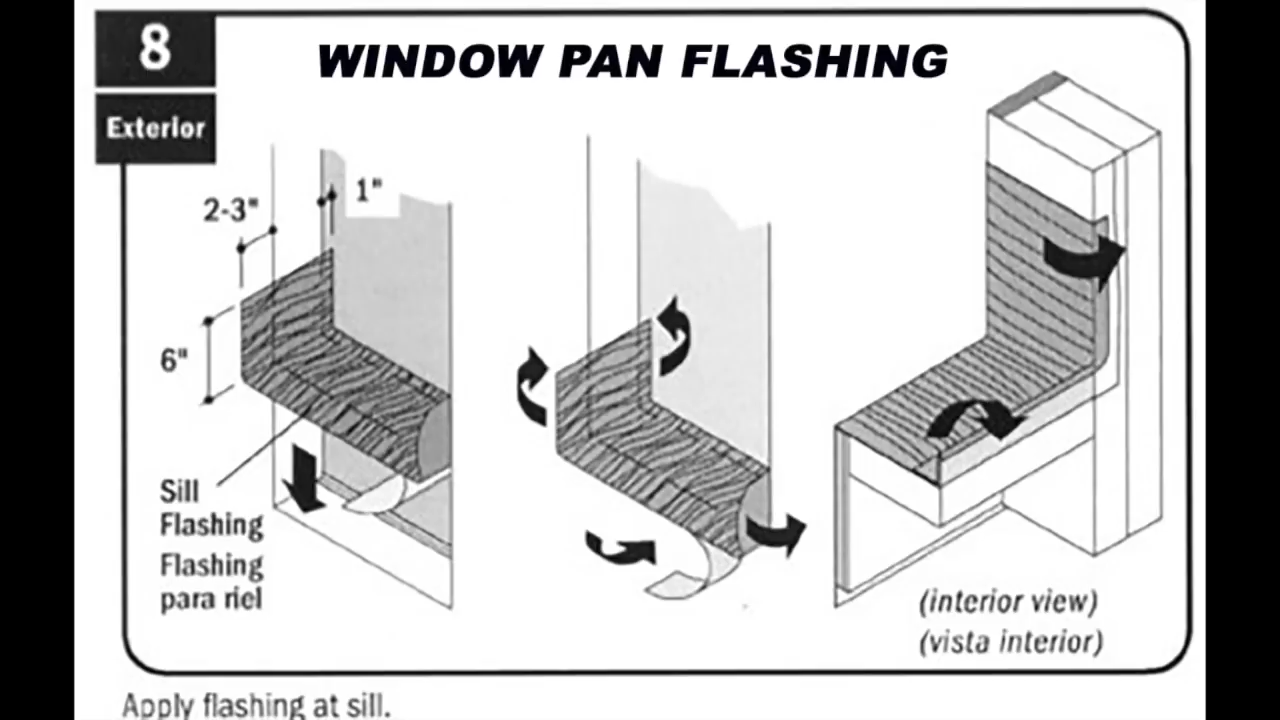 8
Exterior
WINDOW PAN FLASHING
2-3"
1"
6"
Sill
Flashing
Flashing
para riel
(interior view)
(vista interior)
Apply flashing at sill.